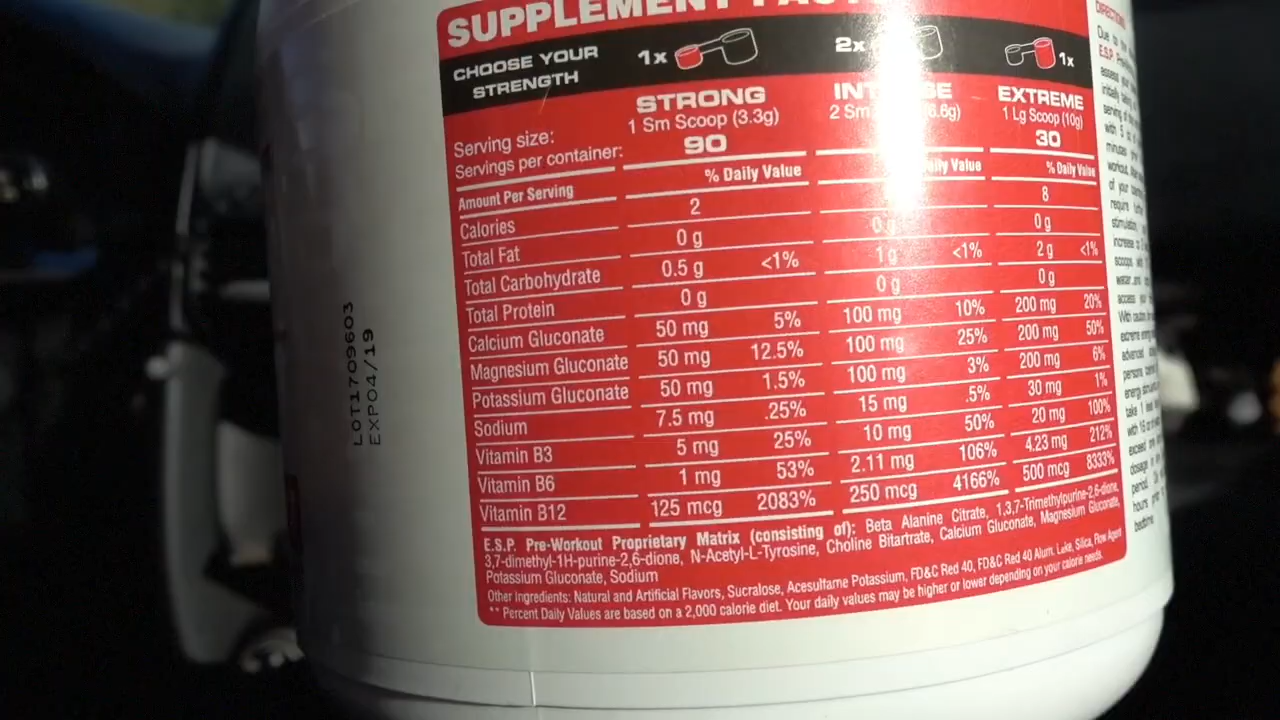 SUPPLEMENT
CHOOSE YOUR STRENGTH 1x 2x 1x
STRONG EXTREME
Serving size: 1 Sm Scoop (3.3g) 2 Sm 1 Lg Scoop (10g)
Servings per container: 90 30
Amount Per Serving % Daily Value Value % Daily Value
Calories 2 8
Total Fat 0 g 0 g 0 g
Total Carbohydrate 0.5 g <1% 1 g <1% 2 g <1%
Total Protein 0 g 0 g 0 g
Calcium Gluconate 50 mg 5% 100 mg 10% 200 mg 20%
Magnesium Gluconate 50 mg 12.5% 100 mg 25% 200 mg 50%
Potassium Gluconate 50 mg 1.5% 100 mg 3% 200 mg 6%
Sodium 7.5 mg .25% 15 mg .5% 30 mg 1%
Vitamin B3 5 mg 25% 10 mg 50% 20 mg 100%
Vitamin B6 1 mg 53% 2.11 mg 106% 4.23 mg 212%
Vitamin B12 125 mcg 2083% 250 mcg 4166% 500 mcg 8333%
E.S.P. Pre-Workout Proprietary Matrix (consisting of): Beta Alanine Citrate, 1,3,7-Trimethylpurine-2,6-dione,
3,7-dimethyl-1H-purine-2,6-dione, N-Acetyl-L-Tyrosine, Choline Bitartrate, Calcium Gluconate, Magnesium Gluconate,
Potassium Gluconate, Sodium
Other Ingredients: Natural and Artificial Flavors, Sucralose, Acesulfame Potassium, FD&C Red 40, FD&C Red 40 Alum. Lake, Silica, Flow Agent
** Percent Daily Values are based on a 2,000 calorie diet. Your daily values may be higher or lower depending on your calorie needs.
LOT1709603
EXP04/19